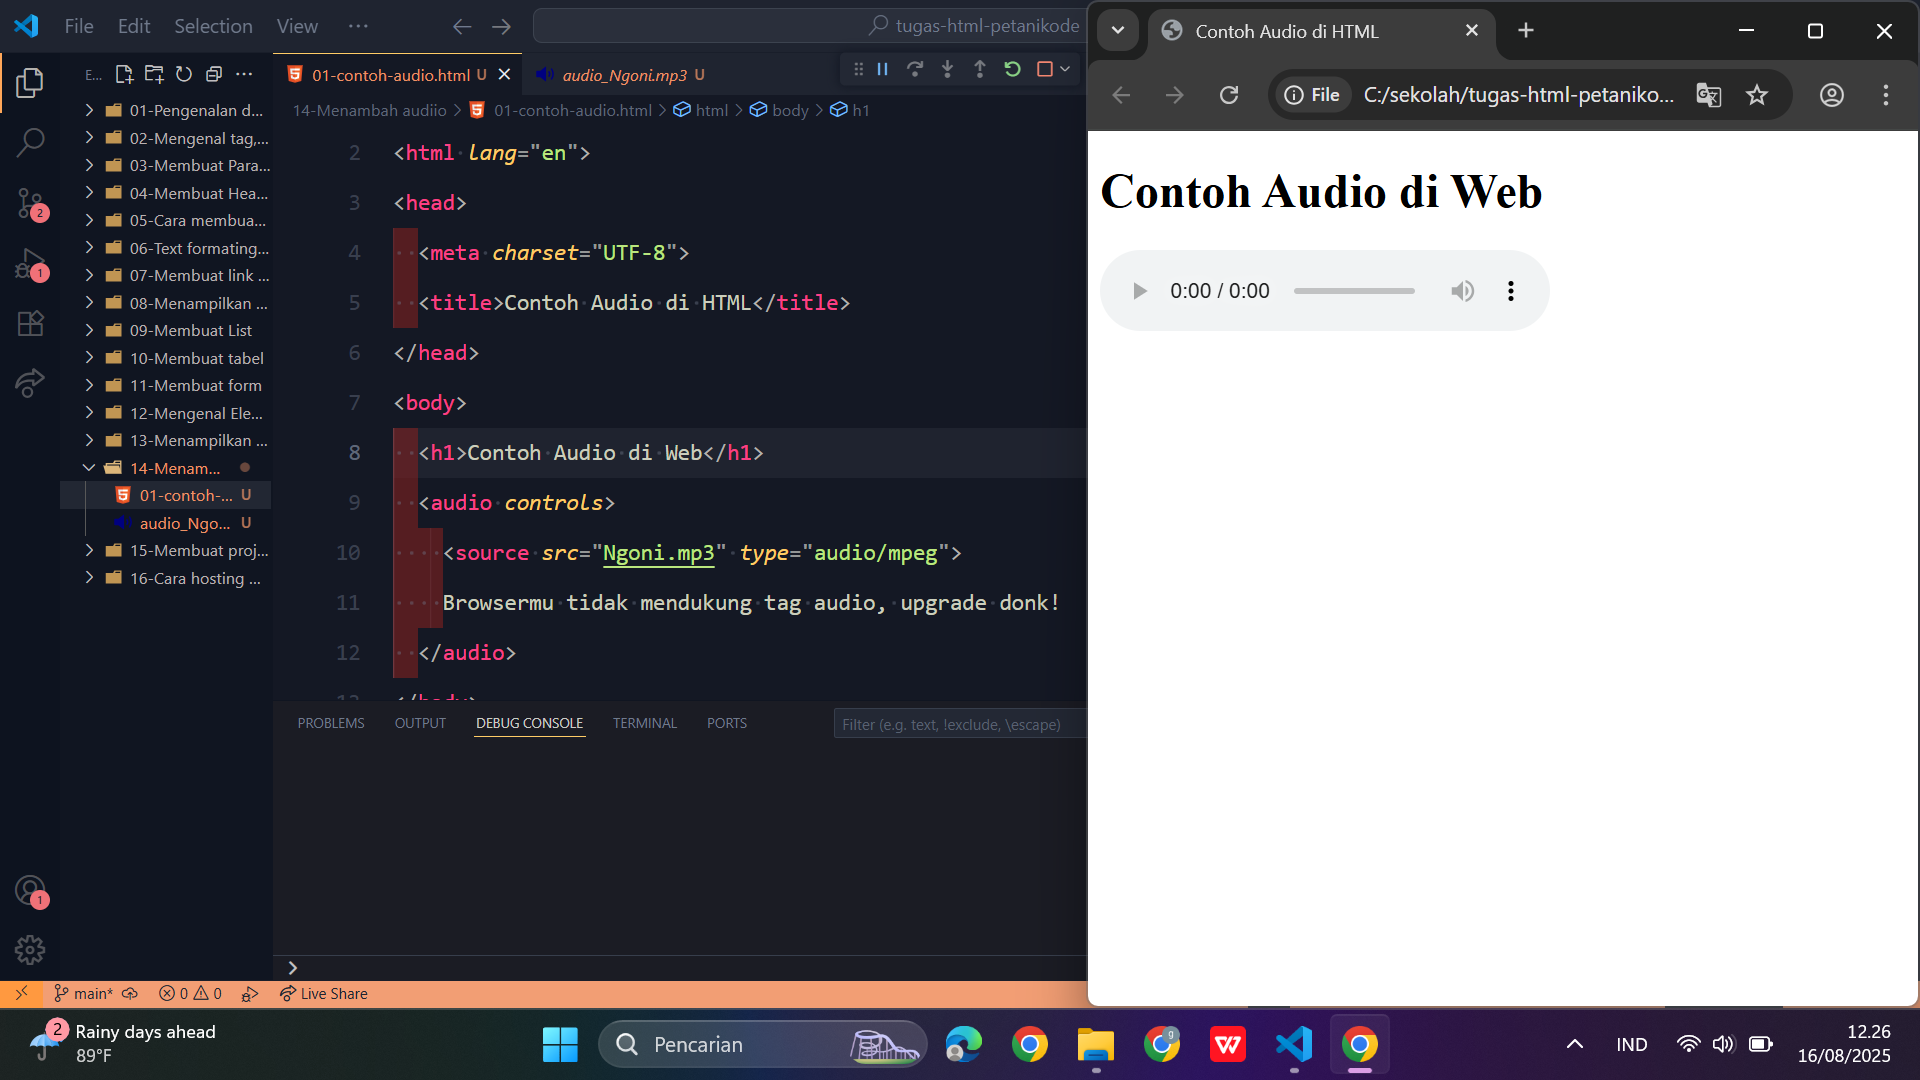 File Edit Selection View ··· tugas-html-petanikode
E... 
01-Pengenalan d...
02-Mengenal tag,...
03-Membuat Para...
04-Membuat Hea...
05-Cara membua...
06-Text formating...
07-Membuat link ...
08-Menampilkan ...
09-Membuat List
10-Membuat tabel
11-Membuat form
12-Mengenal Ele...
13-Menampilkan ...
14-Menam...
01-contoh-... U
audio_Ngo... U
15-Membuat proj...
16-Cara hosting ...
2
1
1
01-contoh-audio.html U audio_Ngoni.mp3 U
14-Menambah audiio > 01-contoh-audio.html > html > body > h1
2 <html lang="en">
3 <head>
4 <meta charset="UTF-8">
5 <title>Contoh Audio di HTML</title>
6 </head>
7 <body>
8 <h1>Contoh Audio di Web</h1>
9 <audio controls>
10 <source src="Ngoni.mp3" type="audio/mpeg">
11 Browsermu tidak mendukung tag audio, upgrade donk!
12 </audio>
13 </body>
PROBLEMS OUTPUT DEBUG CONSOLE TERMINAL PORTS Filter (e.g. text, !exclude, \escape)
main* 0 0 Live Share
Contoh Audio di HTML
File C:/sekolah/tugas-html-petaniko...
Contoh Audio di Web
0:00 / 0:00
2 Rainy days ahead
89°F
Pencarian
IND
12.26
16/08/2025